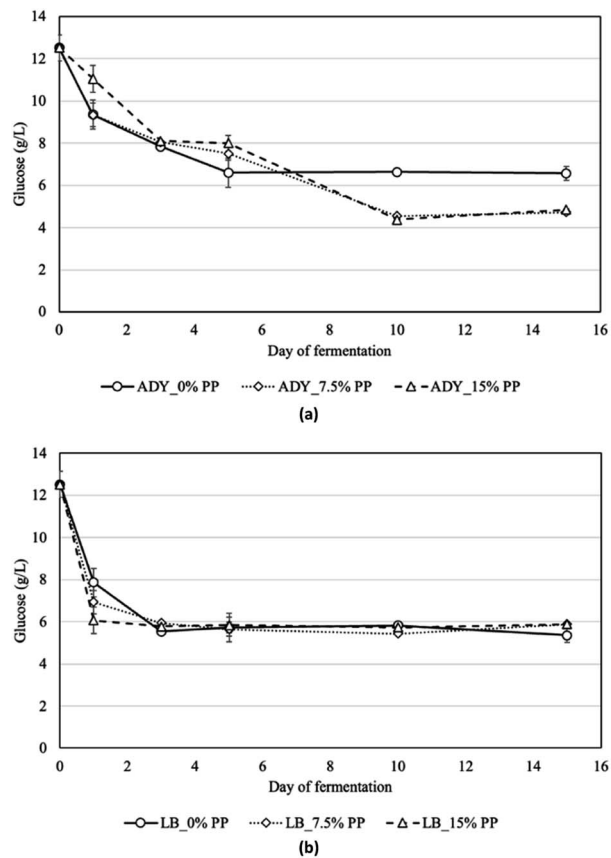 14
12
10
8
6
4
2
0
Glucose (g/L)
0 2 4 6 8 10 12 14 16
Day of fermentation
ADY_0% PP ADY_7.5% PP ADY_15% PP
(a)
14
12
10
8
6
4
2
0
Glucose (g/L)
0 2 4 6 8 10 12 14 16
Day of fermentation
LB_0% PP LB_7.5% PP LB_15% PP
(b)